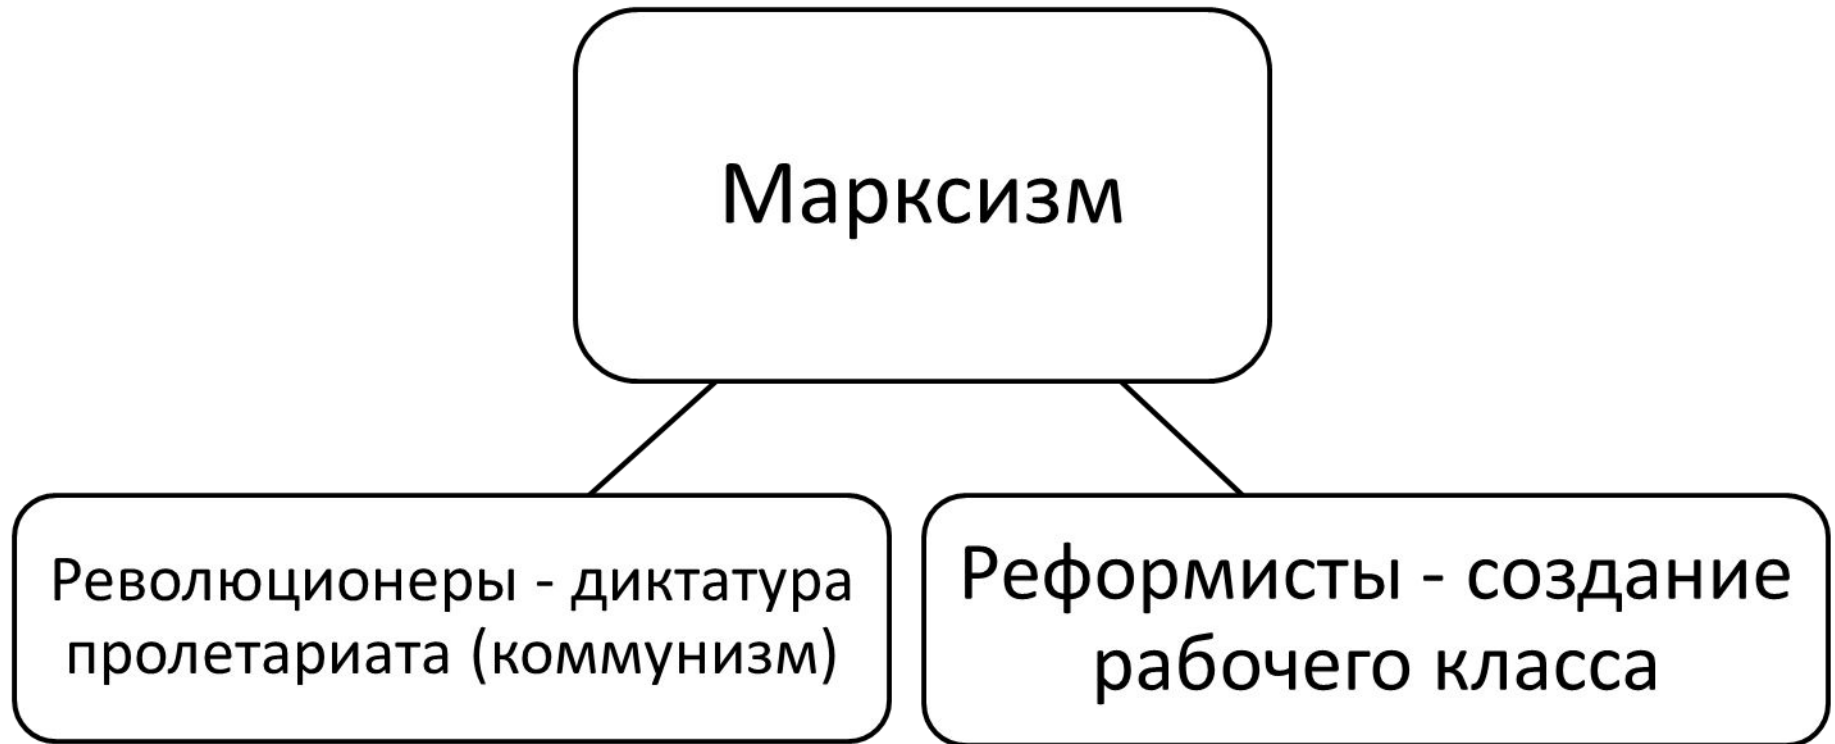 Марксизм
Революционеры - диктатура
пролетариата (коммунизм)
Реформисты - создание
рабочего класса